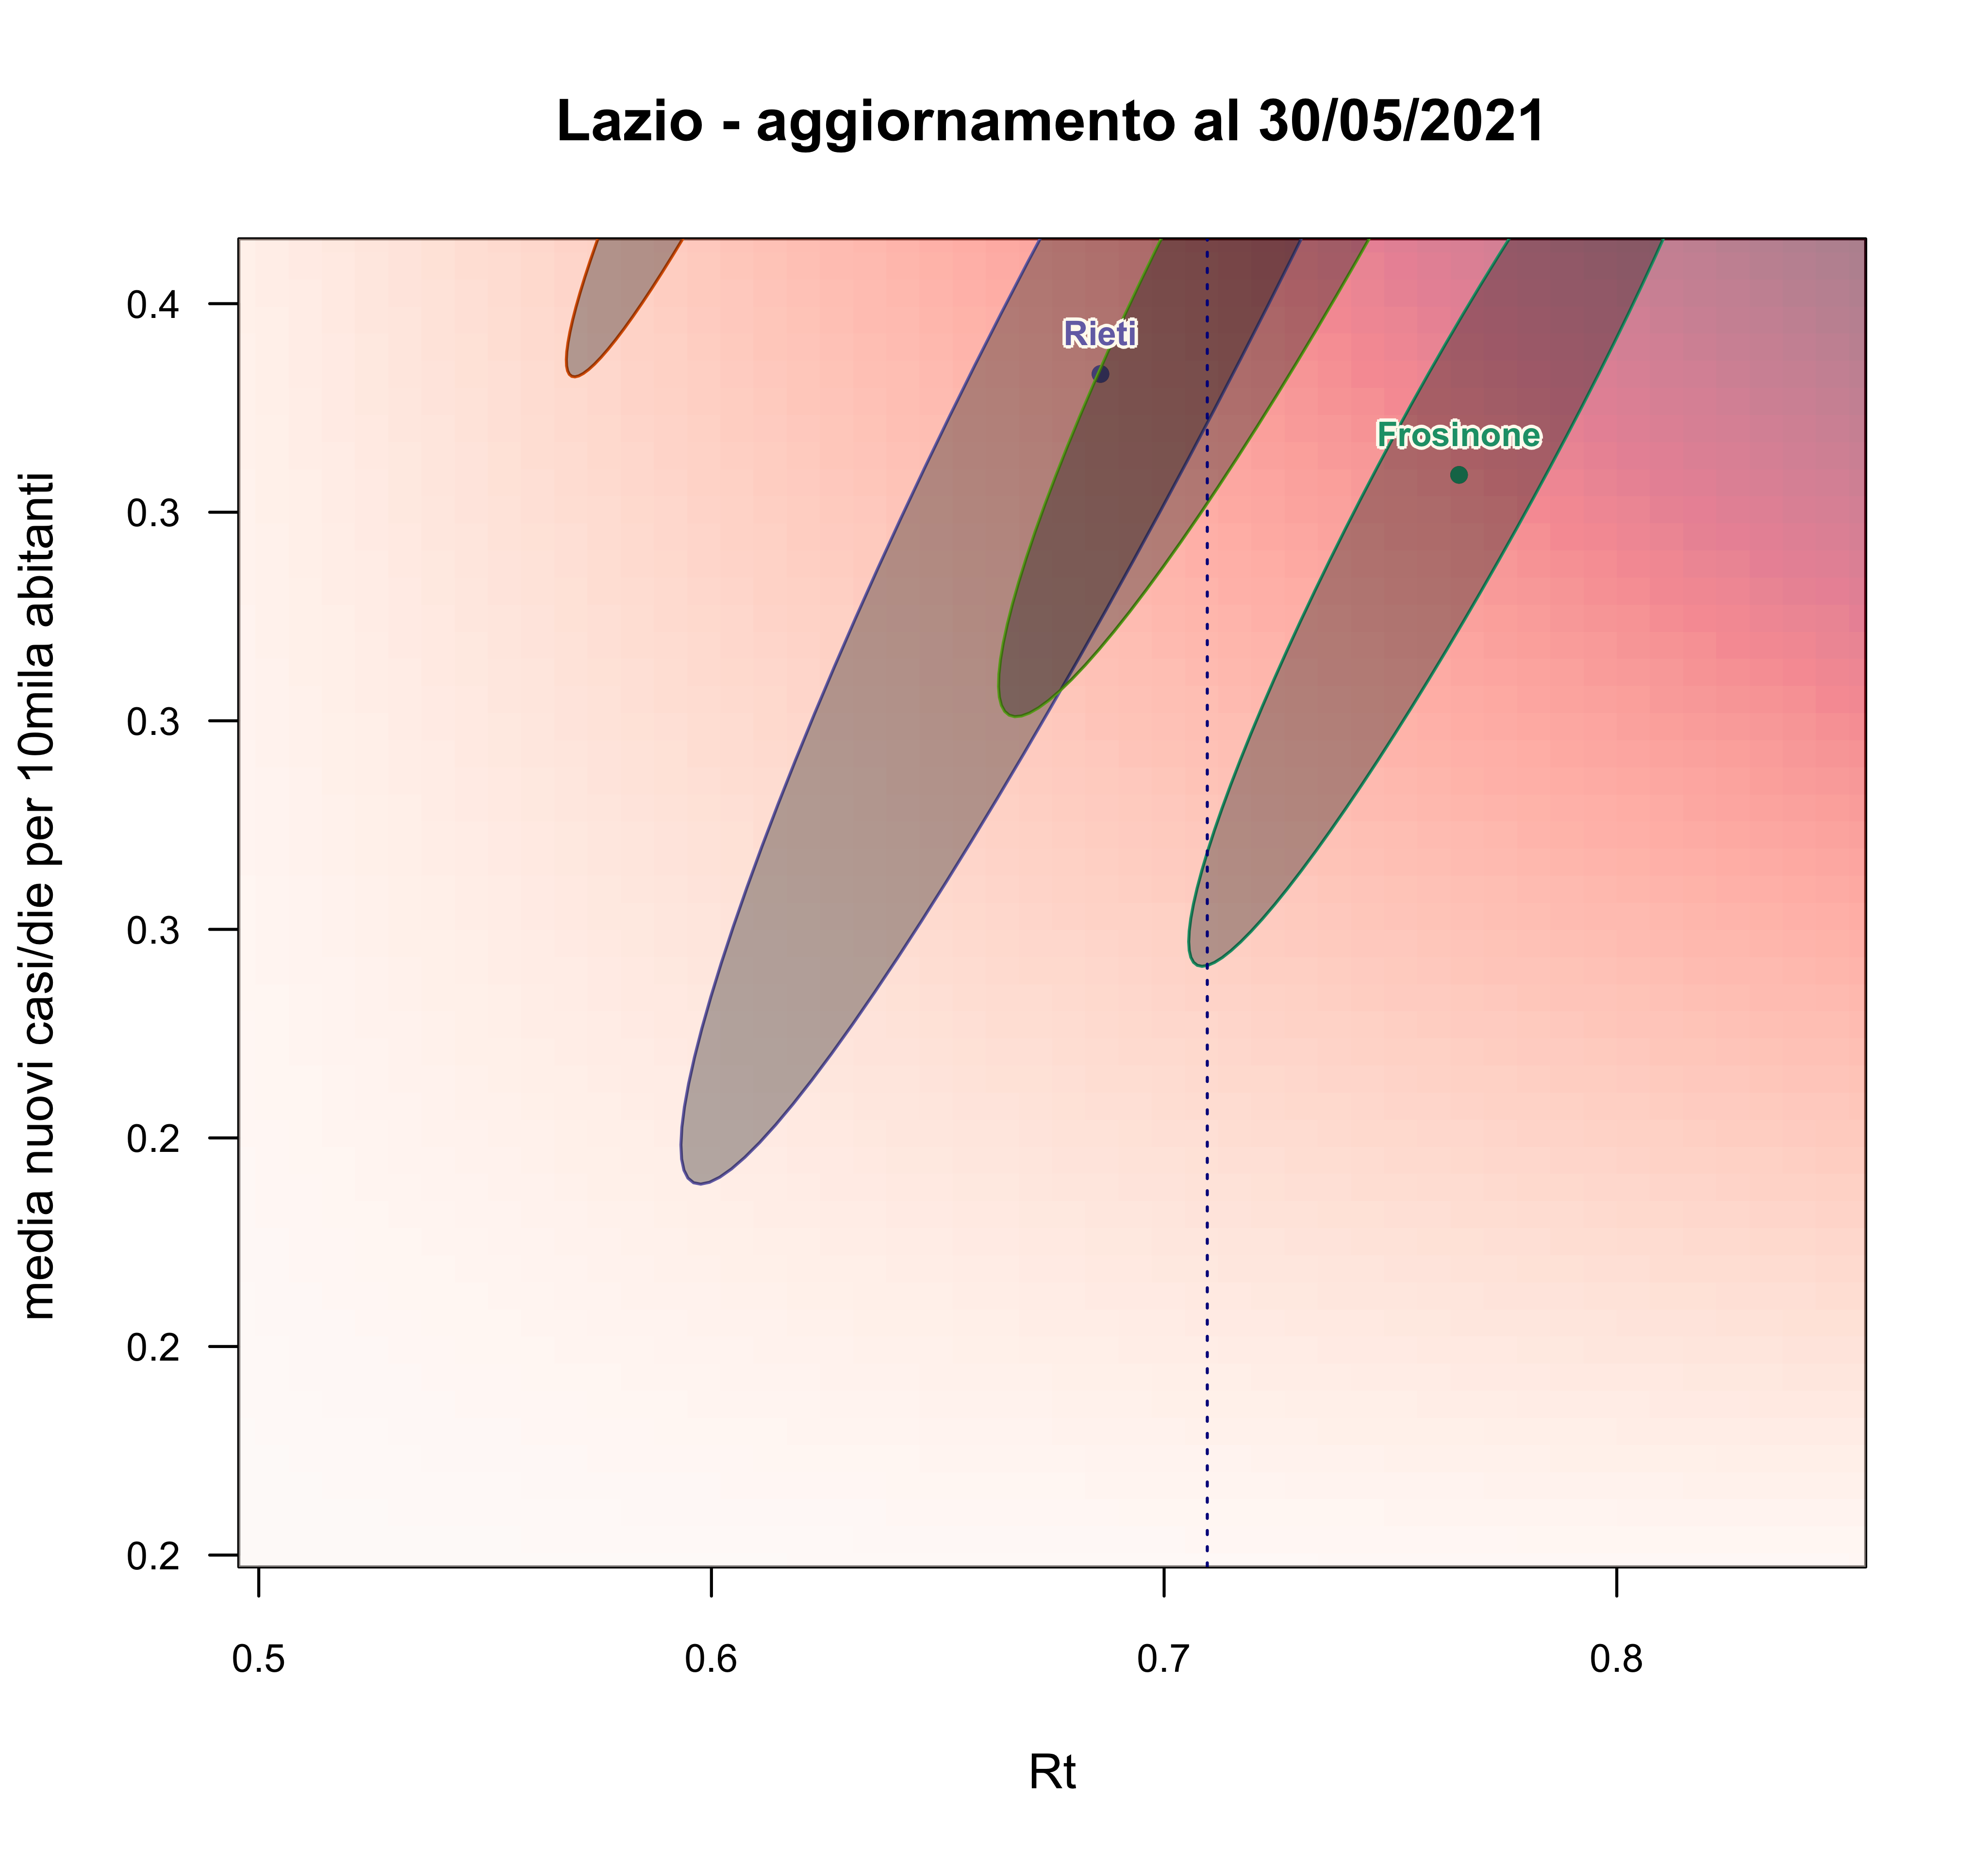 Lazio - aggiornamento al 30/05/2021
media nuovi casi/die per 10mila abitanti
0.4
0.3
0.3
0.3
0.2
0.2
0.2
Rieti
Frosinone
0.5 0.6 0.7 0.8
Rt